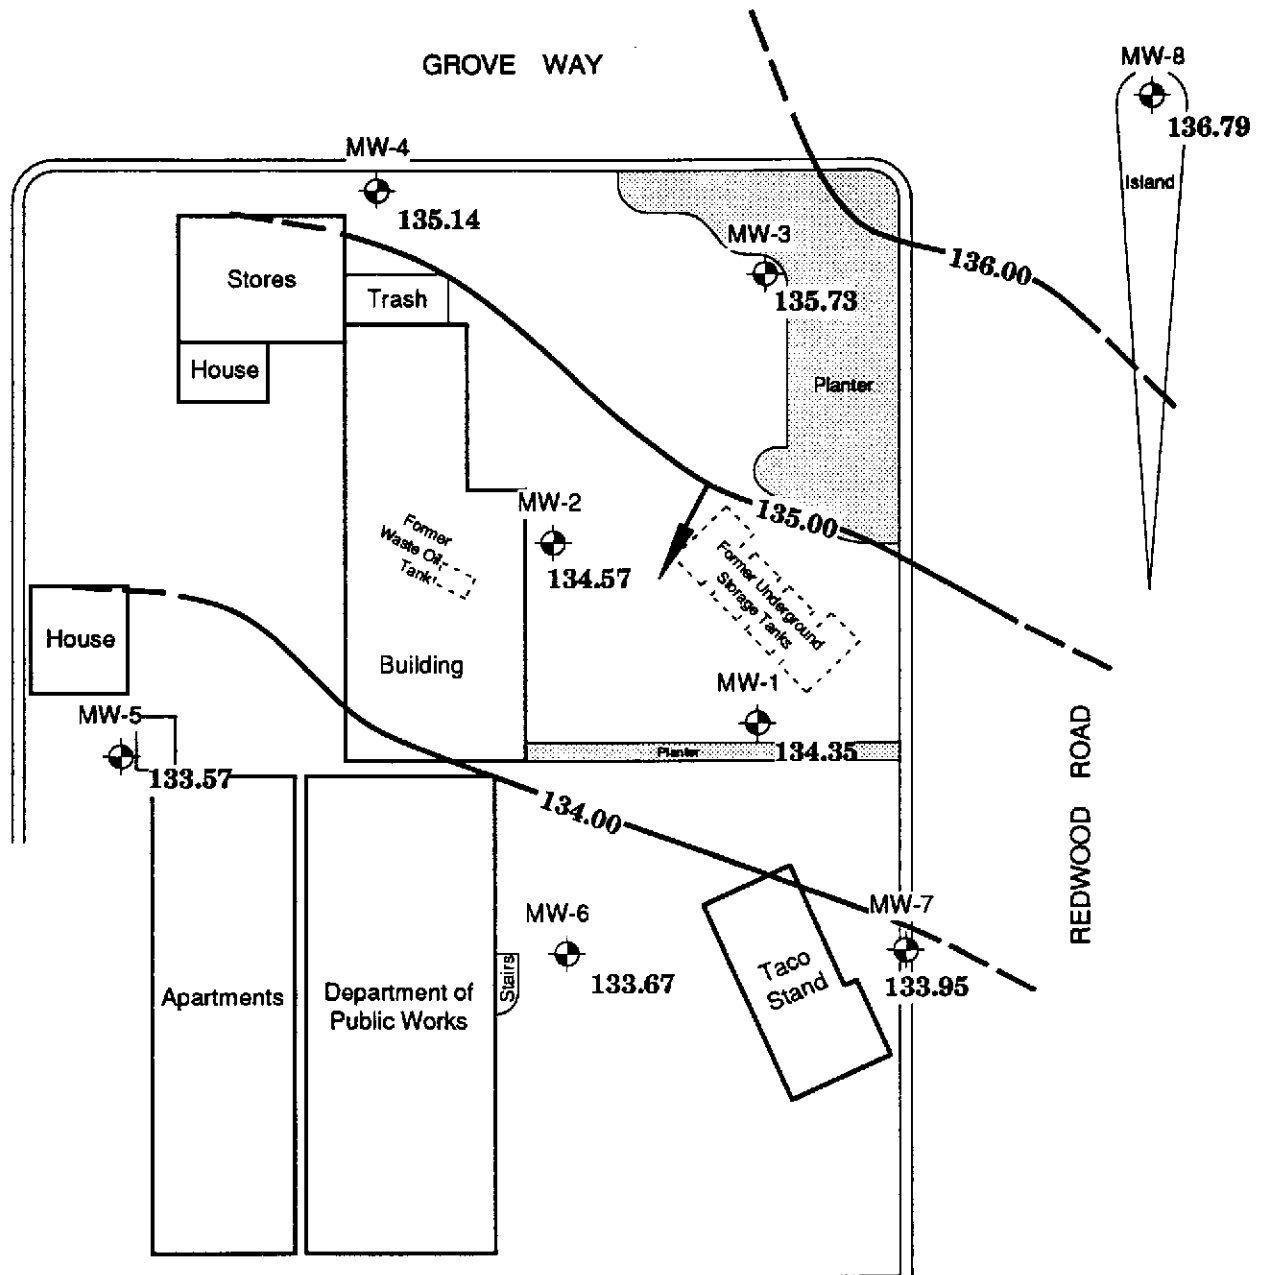 GROVE WAY
MW-8
136.79
Island
MW-4
135.14
MW-3
135.73
136.00
Stores
Trash
House
Planter
MW-2
134.57
135.00
Former
Waste Oil
Tank
Former Underground
Storage Tanks
House
Building
MW-1
134.35
Planter
MW-5
133.57
134.00
REDWOOD ROAD
MW-6
133.67
MW-7
133.95
Stairs
Taco
Stand
Apartments
Department of
Public Works